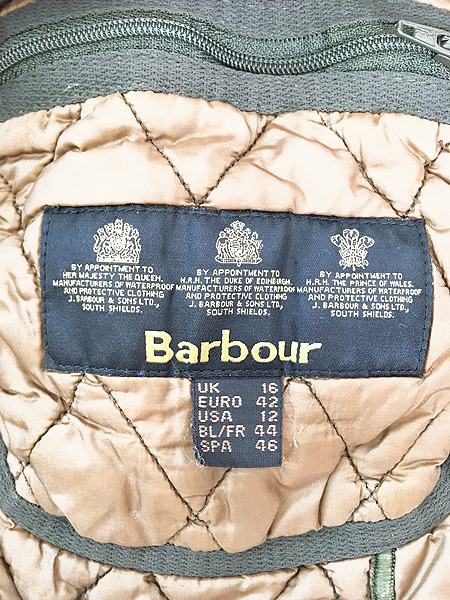 BY APPOINTMENT TO
HER MAJESTY THE QUEEN.
MANUFACTURERS OF WATERPROOF
AND PROTECTIVE CLOTHING
J. BARBOUR & SONS LTD.,
SOUTH SHIELDS.
BY APPOINTMENT TO
H.R.H. THE DUKE OF EDINBURGH.
MANUFACTURERS OF WATERPROOF
AND PROTECTIVE CLOTHING
J. BARBOUR & SONS LTD.,
SOUTH SHIELDS.
BY APPOINTMENT TO
H.R.H. THE PRINCE OF WALES.
MANUFACTURERS OF WATERPROOF
AND PROTECTIVE CLOTHING
J. BARBOUR & SONS LTD.,
SOUTH SHIELDS.
Barbour
UK 16
EURO 42
USA 12
BL/FR 44
SPA 46